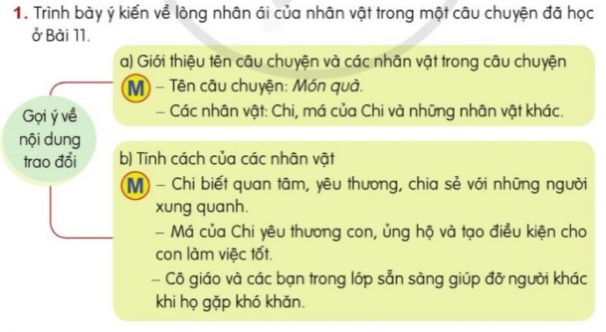 1. Trình bày ý kiến về lòng nhân ái của nhân vật trong một câu chuyện đã học
ở Bài 11.
Gợi ý về
nội dung
trao đổi
a) Giới thiệu tên câu chuyện và các nhân vật trong câu chuyện
M – Tên câu chuyện: Món quà.
– Các nhân vật: Chi, má của Chi và những nhân vật khác.
b) Tính cách của các nhân vật
M – Chi biết quan tâm, yêu thương, chia sẻ với những người
xung quanh.
– Má của Chi yêu thương con, ủng hộ và tạo điều kiện cho
con làm việc tốt.
– Cô giáo và các bạn trong lớp sẵn sàng giúp đỡ người khác
khi họ gặp khó khăn.